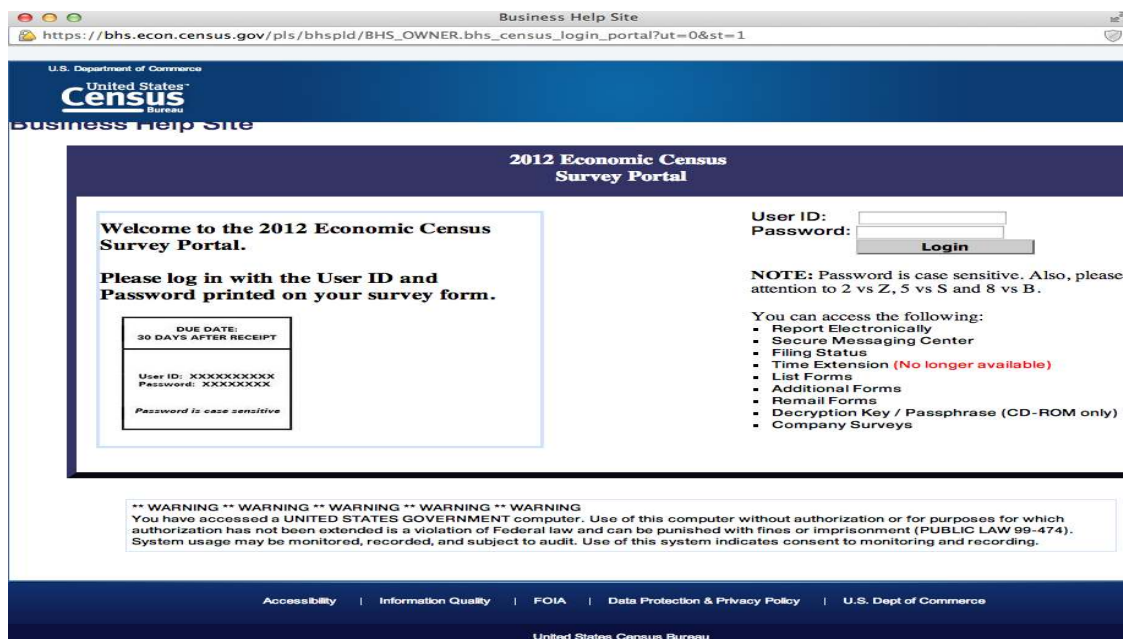 Business Help Site
https://bhs.econ.census.gov/pls/bhspld/BHS_OWNER.bhs_census_login_portal?ut=0&st=1
U.S. Department of Commerce
United States™
Census
Bureau
Business Help Site
2012 Economic Census
Survey Portal
Welcome to the 2012 Economic Census
Survey Portal.
Please log in with the User ID and
Password printed on your survey form.
DUE DATE:
30 DAYS AFTER RECEIPT
User ID: XXXXXXXXXX
Password: XXXXXXXX
Password is case sensitive
User ID:
Password:
Login
NOTE: Password is case sensitive. Also, please
attention to 2 vs Z, 5 vs S and 8 vs B.
You can access the following:
▪ Report Electronically
▪ Secure Messaging Center
▪ Filing Status
▪ Time Extension (No longer available)
▪ List Forms
▪ Additional Forms
▪ Remail Forms
▪ Decryption Key / Passphrase (CD-ROM only)
▪ Company Surveys
** WARNING ** WARNING ** WARNING ** WARNING ** WARNING
You have accessed a UNITED STATES GOVERNMENT computer. Use of this computer without authorization or for purposes for which
authorization has not been extended is a violation of Federal law and can be punished with fines or imprisonment (PUBLIC LAW 99-474).
System usage may be monitored, recorded, and subject to audit. Use of this system indicates consent to monitoring and recording.
Accessibility | Information Quality | FOIA | Data Protection & Privacy Policy | U.S. Dept of Commerce
United States Census Bureau